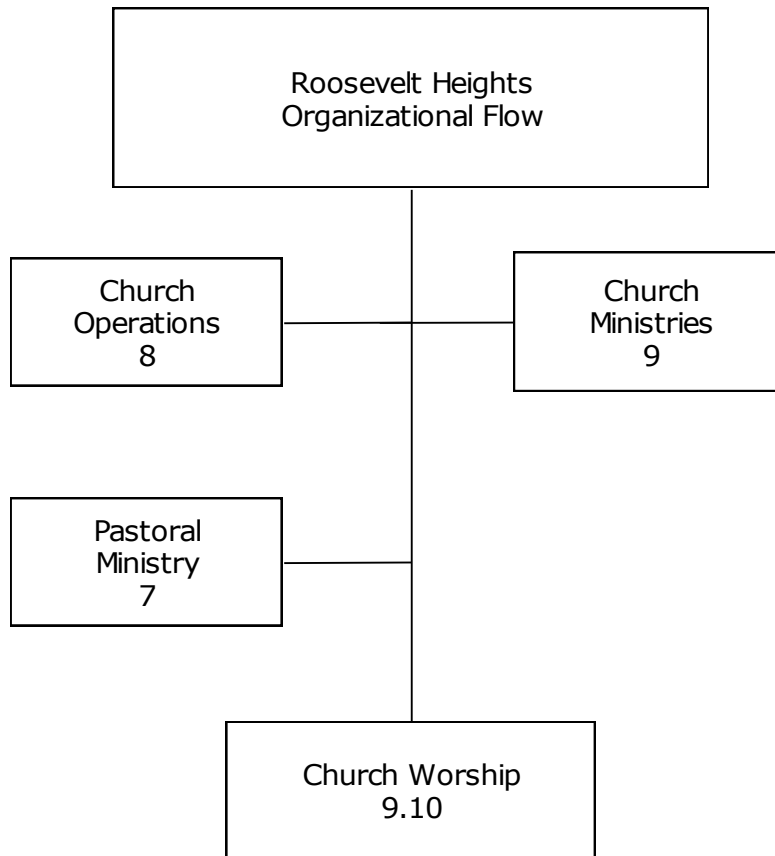 Roosevelt Heights
Organizational Flow
Church
Operations
8
Church
Ministries
9
Pastoral
Ministry
7
Church Worship
9.10